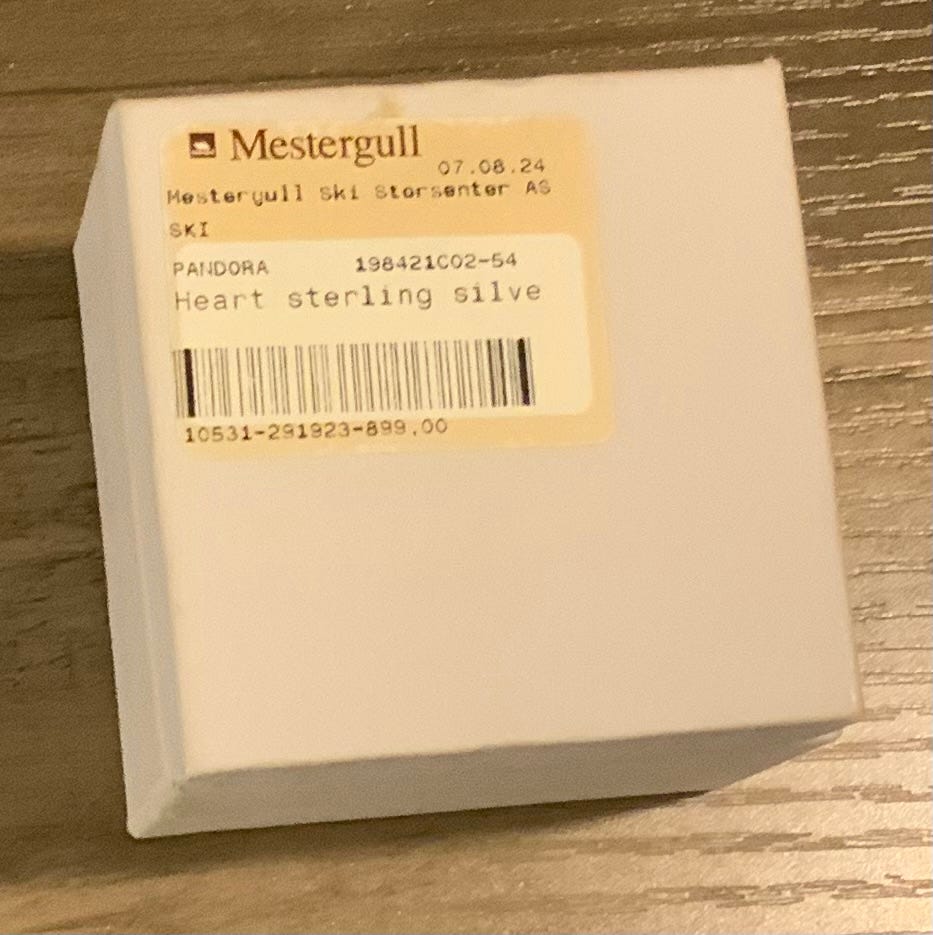 Mestergull
07.08.24
Mestergull Ski Storsenter AS
SKI
PANDORA 198421C02-54
Heart sterling silve
10531-291923-899.00